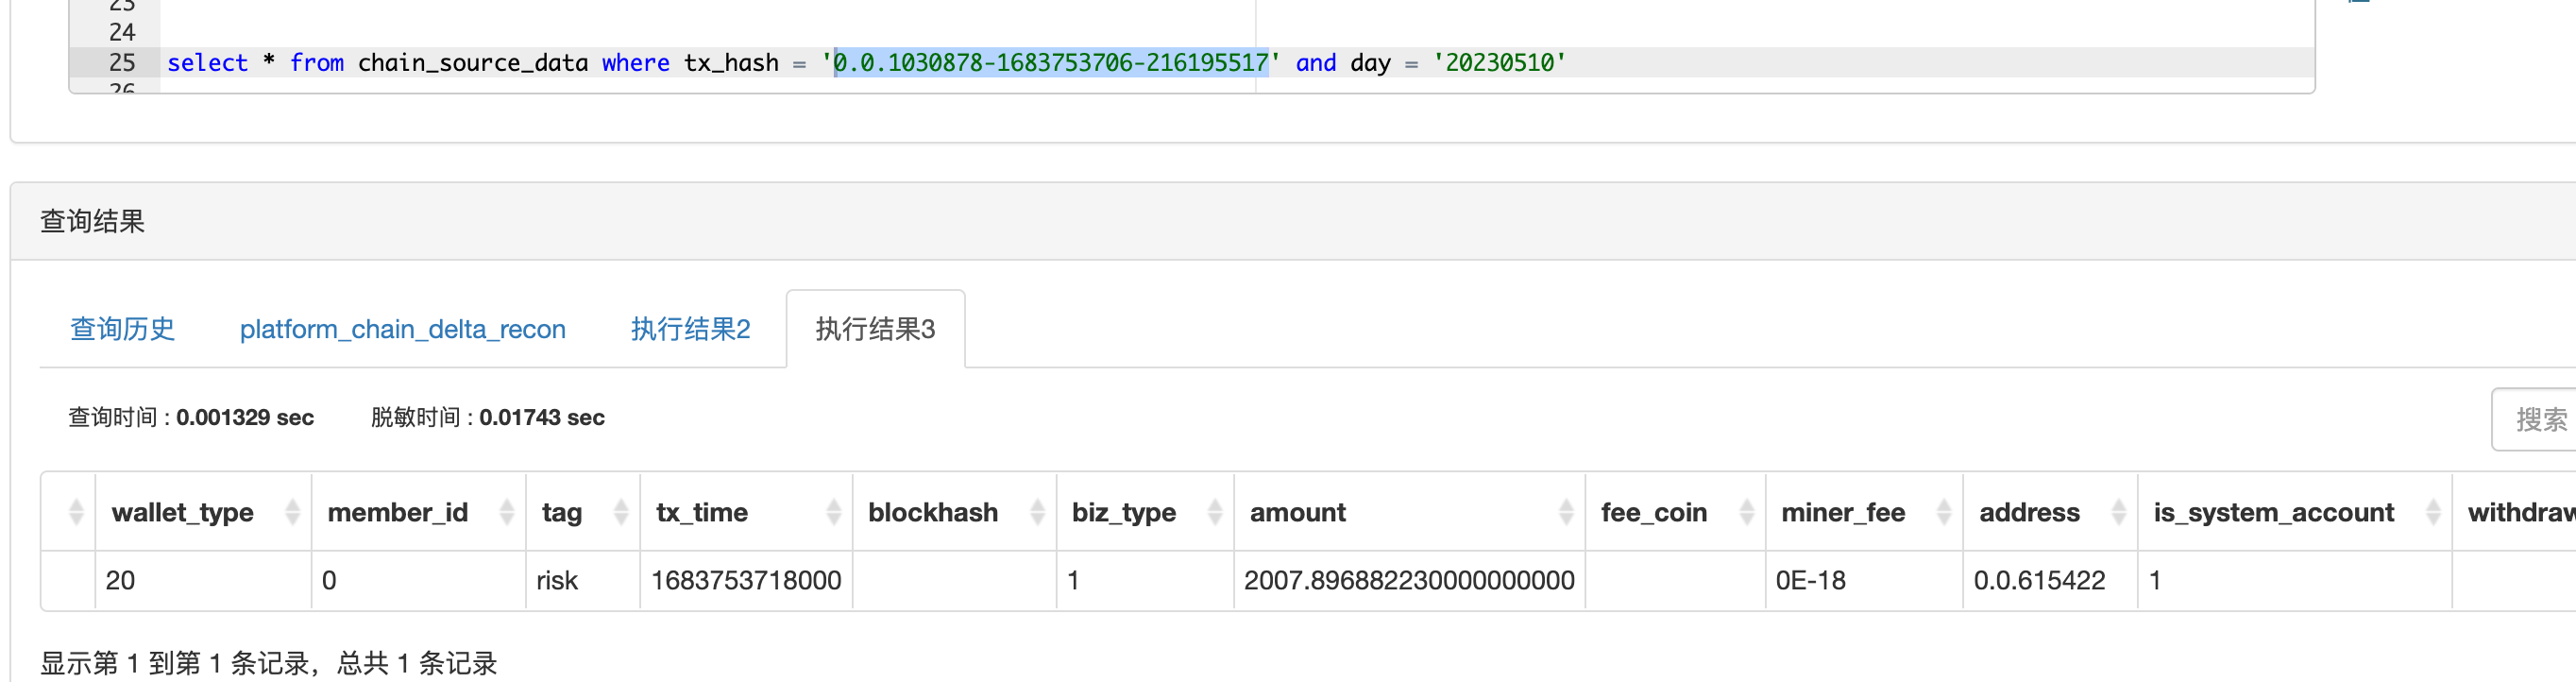 23
24
25 select * from chain_source_data where tx_hash = '0.0.1030878-1683753706-216195517' and day = '20230510'
26
查询结果
查询历史 platform_chain_delta_recon 执行结果2 执行结果3
查询时间 : 0.001329 sec 脱敏时间 : 0.01743 sec
搜索
wallet_type member_id tag tx_time blockhash biz_type amount fee_coin miner_fee address is_system_account withdraw
20 0 risk 1683753718000 1 2007.896882230000000000 0E-18 0.0.615422 1
显示第 1 到第 1 条记录，总共 1 条记录